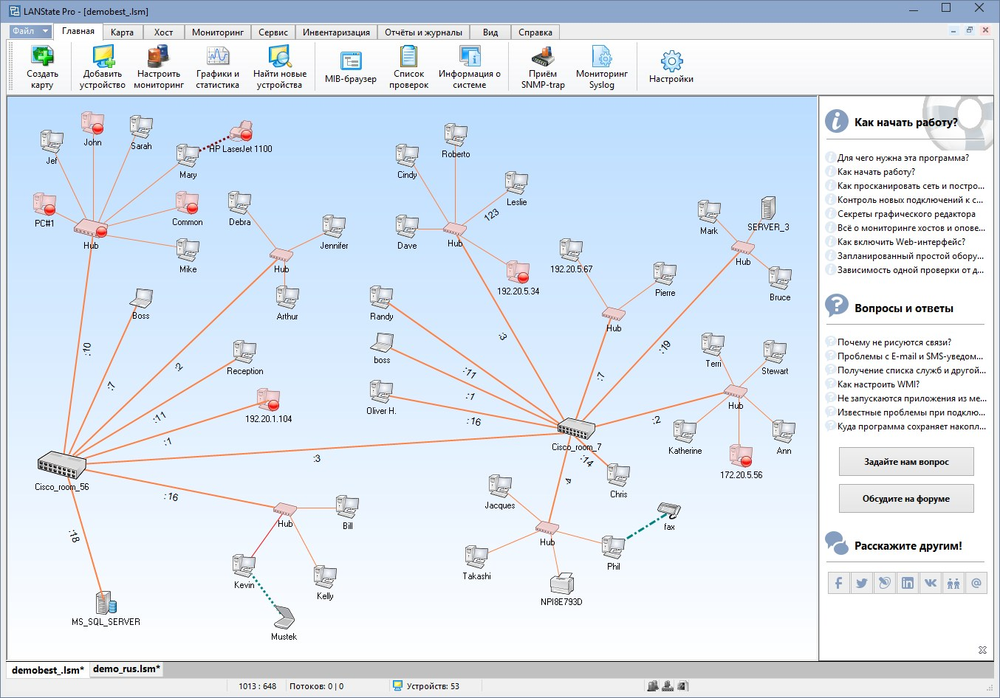 LANState Pro - [demobest_.lsm]
Файл
Главная
Карта
Хост
Мониторинг
Сервис
Инвентаризация
Отчёты и журналы
Вид
Справка
Создать
карту
Добавить
устройство
Настроить
мониторинг
Графики и
статистика
Найти новые
устройства
MIB-браузер
Список
проверок
Информация о
системе
Приём
SNMP-trap
Мониторинг
Syslog
Настройки
Jef
John
Sarah
HP LaserJet 1100
Mary
PC#1
Hub
Common
Mike
Debra
Jennifer
Hub
Arthur
Boss
Reception
192.20.1.104
:10
:7
:2
:11
:1
:3
:16
:18
Cisco_room_56
MS_SQL_SERVER
Hub
Bill
Kevin
Kelly
Mustek
Cindy
Roberto
Leslie
123
Dave
Hub
192.20.5.34
192.20.5.67
Pierre
Hub
Mark
SERVER_3
Hub
Bruce
Randy
boss
Oliver H.
:3
:11
:1
:16
:7
:19
:2
:14
:4
Cisco_room_7
Terri
Stewart
Hub
Katherine
172.20.5.56
Ann
Chris
Jacques
Hub
Takashi
NPI8E793D
Phil
fax
Как начать работу?
Для чего нужна эта программа?
Как начать работу?
Как просканировать сеть и постро...
Контроль новых подключений к с...
Секреты графического редактора
Всё о мониторинге хостов и опове...
Как включить Web-интерфейс?
Запланированный простой обору...
Зависимость одной проверки от д...
Вопросы и ответы
Почему не рисуются связи?
Проблемы с E-mail и SMS-уведом...
Получение списка служб и другой...
Как настроить WMI?
Не запускаются приложения из ме...
Известные проблемы при подклю...
Куда программа сохраняет накопл...
Задайте нам вопрос
Обсудите на форуме
Расскажите другим!
demobest_.lsm*
demo_rus.lsm*
1013 : 648
Потоков: 0 | 0
Устройств: 53